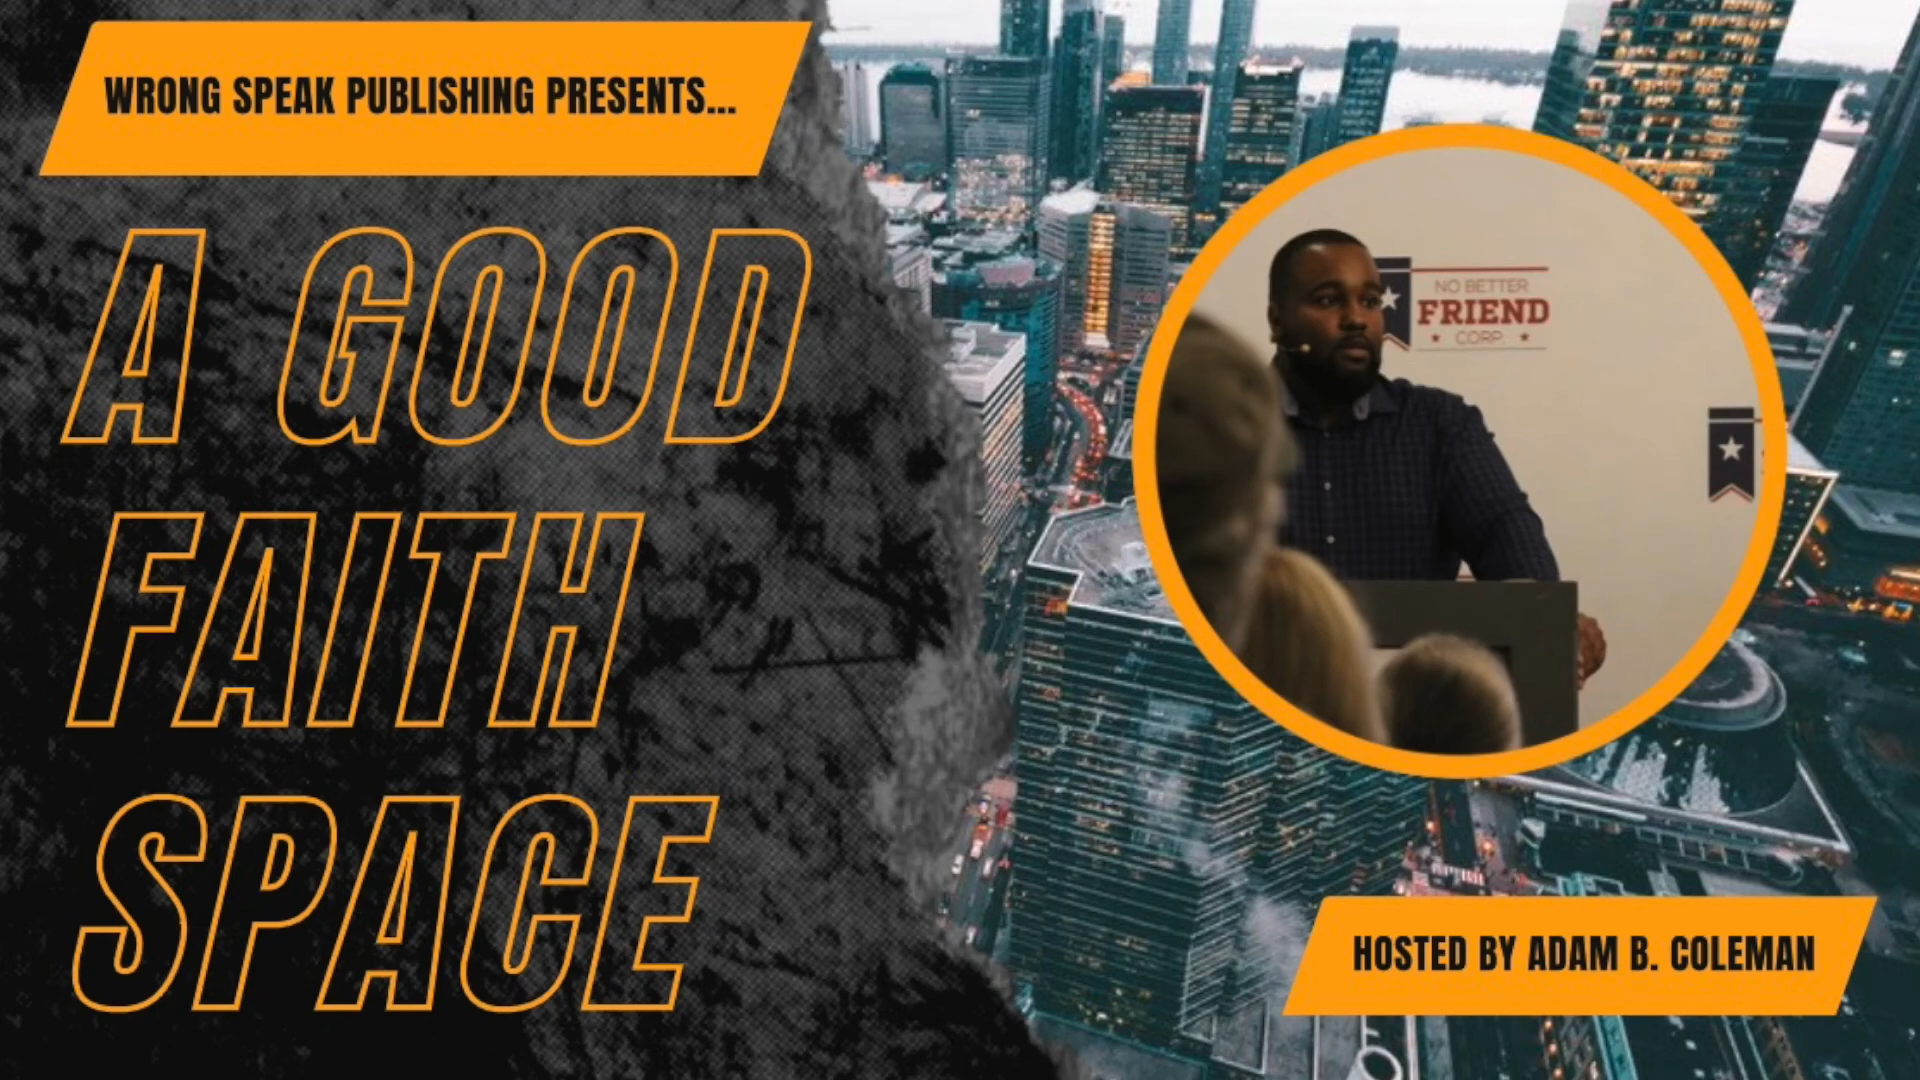 WRONG SPEAK PUBLISHING PRESENTS...
A GOOD
FAITH
SPACE
NO BETTER
FRIEND
CORP.
HOSTED BY ADAM B. COLEMAN